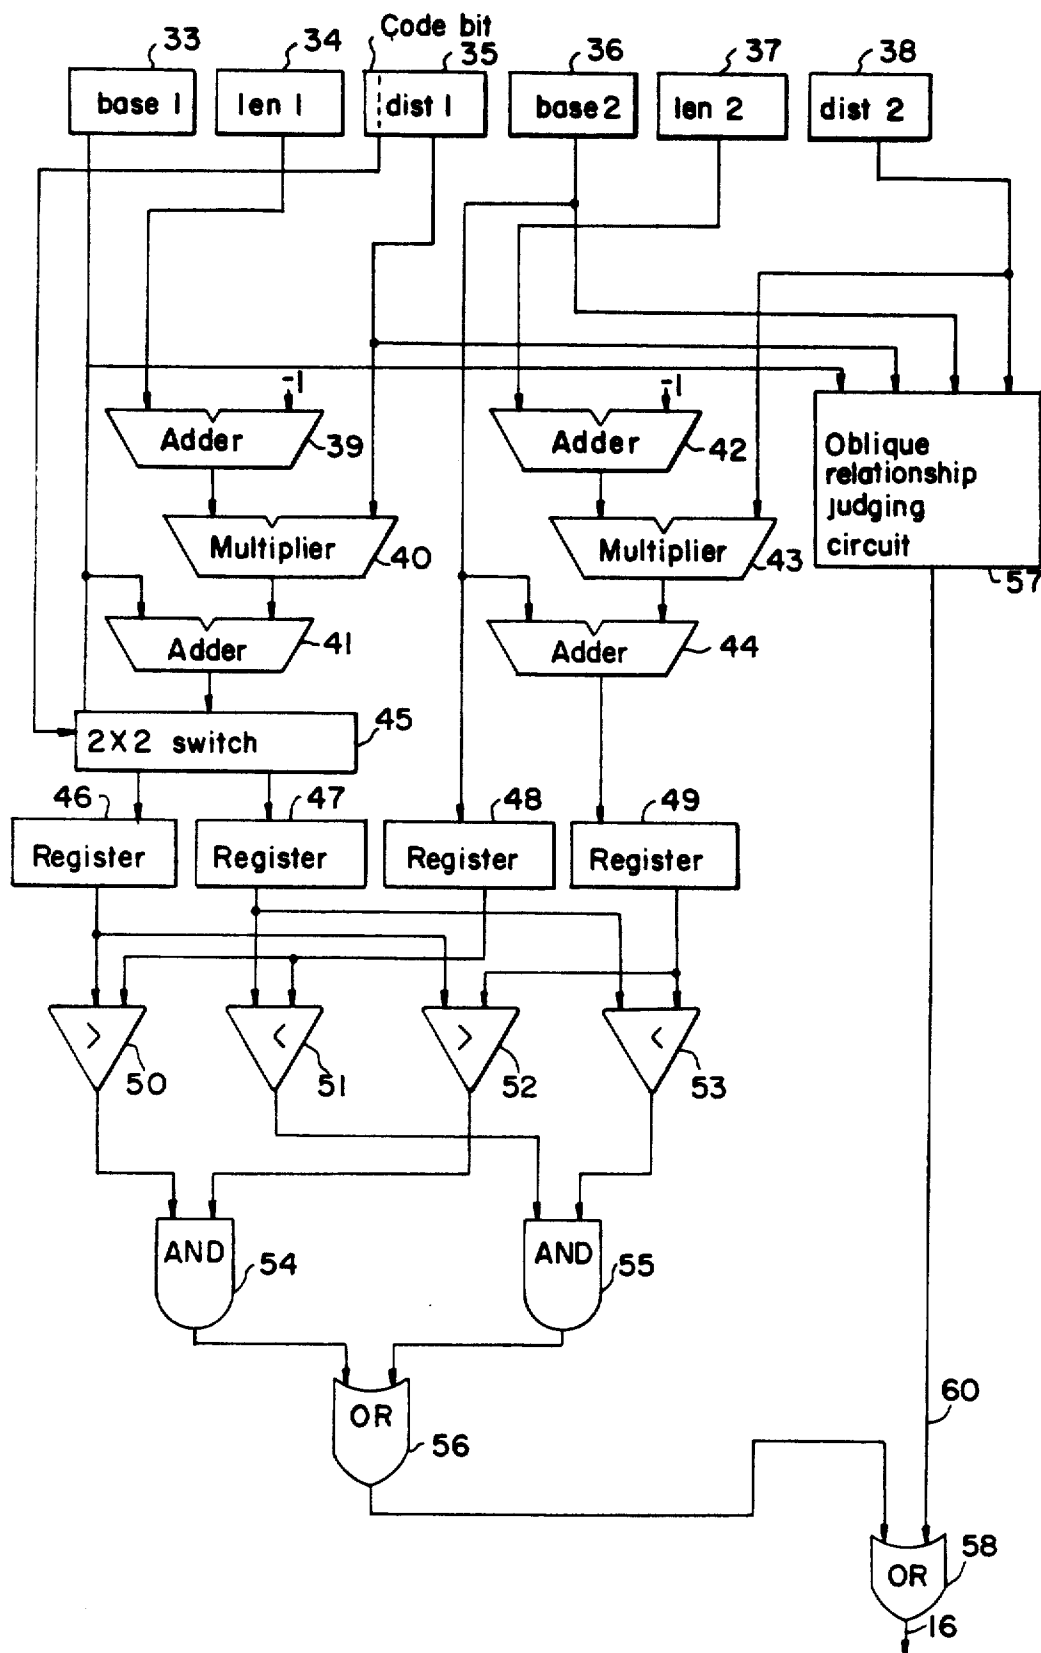 Code bit
33 34 35 36 37 38
base 1 len 1 dist 1 base 2 len 2 dist 2
-1 -1
Adder 39 Adder 42
Oblique
relationship
judging
circuit
57
Multiplier 40 Multiplier 43
Adder 41 Adder 44
2X2 switch 45
46 47 48 49
Register Register Register Register
> < > <
50 51 52 53
AND 54 AND 55
OR 56
60
OR 58
16